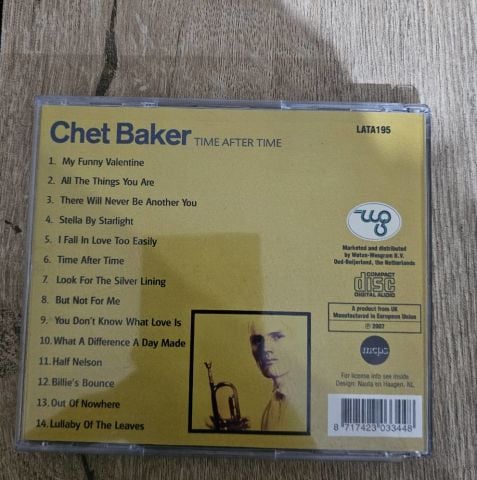 Chet Baker TIME AFTER TIME
LATA195
1. My Funny Valentine
2. All The Things You Are
3. There Will Never Be Another You
4. Stella By Starlight
5. I Fall In Love Too Easily
6. Time After Time
7. Look For The Silver Lining
8. But Not For Me
9. You Don't Know What Love Is
10. What A Difference A Day Made
11. Half Nelson
12. Billie's Bounce
13. Out Of Nowhere
14. Lullaby Of The Leaves
wg
Marketed and distributed
by Weton-Wesgram B.V.
Oud-Beijerland, the Netherlands
COMPACT
disc
DIGITAL AUDIO
A product from UK
Manufactured in European Union
℗ 2007
mcps
For license info see inside
Design: Nauta en Haagen, NL
8 717423 033448